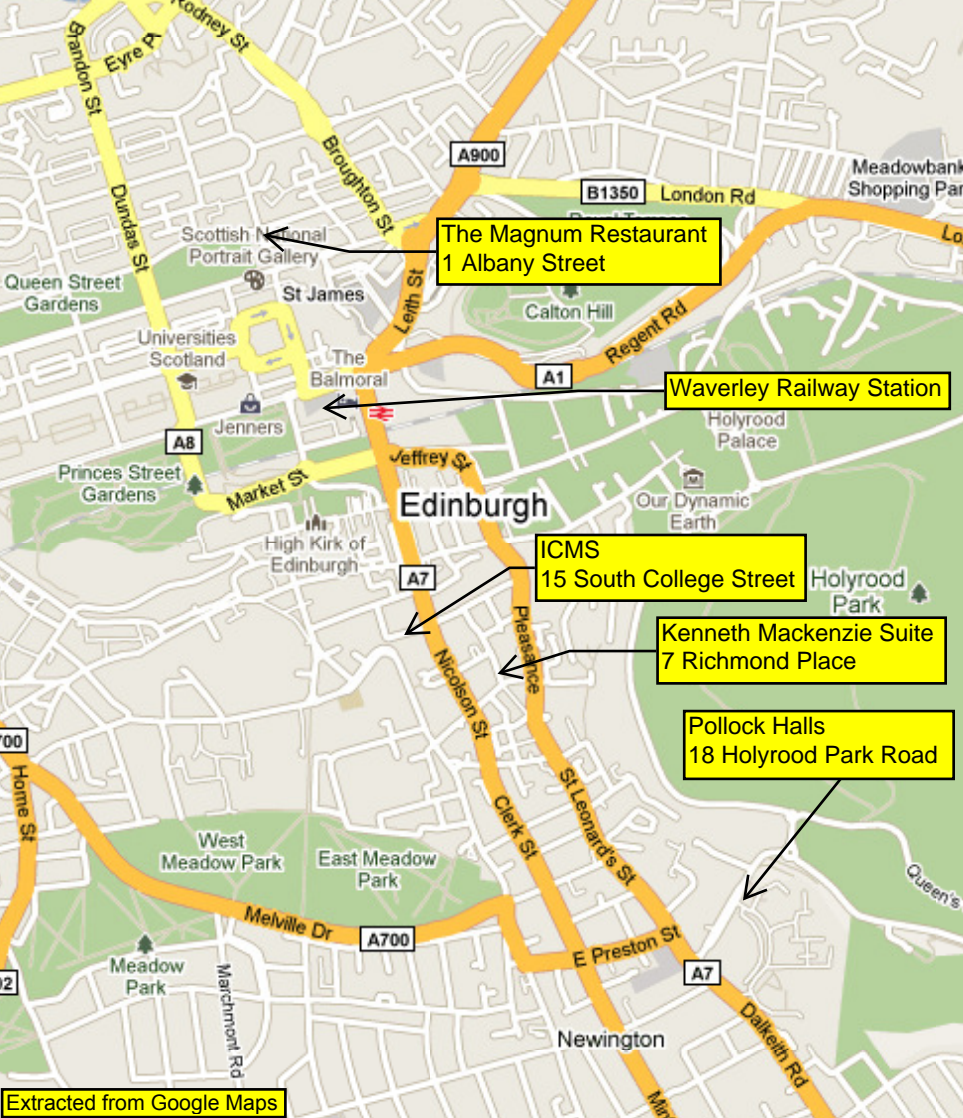 Rodney St
Brandon St
Eyre Pl
A900
Broughton St
Meadowbank
Shopping Par
B1350
London Rd
Dundas St
Scottish National
Portrait Gallery
The Magnum Restaurant
1 Albany Street
Lo
Queen Street
Gardens
St James
Leith St
Calton Hill
Regent Rd
Universities
Scotland
The
Balmoral
A1
Waverley Railway Station
Jenners
Holyrood
Palace
A8
Princes Street
Gardens
Market St
Jeffrey St
Edinburgh
Our Dynamic
Earth
High Kirk of
Edinburgh
ICMS
15 South College Street
A7
Holyrood
Park
Pleasance
Kenneth Mackenzie Suite
7 Richmond Place
Nicolson St
Pollock Halls
18 Holyrood Park Road
700
Home St
St Leonard's St
Clerk St
West
Meadow Park
East Meadow
Park
Queen's
Melville Dr
A700
E Preston St
Meadow
Park
A7
02
Marchmont Rd
Dalkeith Rd
Newington
Min
Extracted from Google Maps